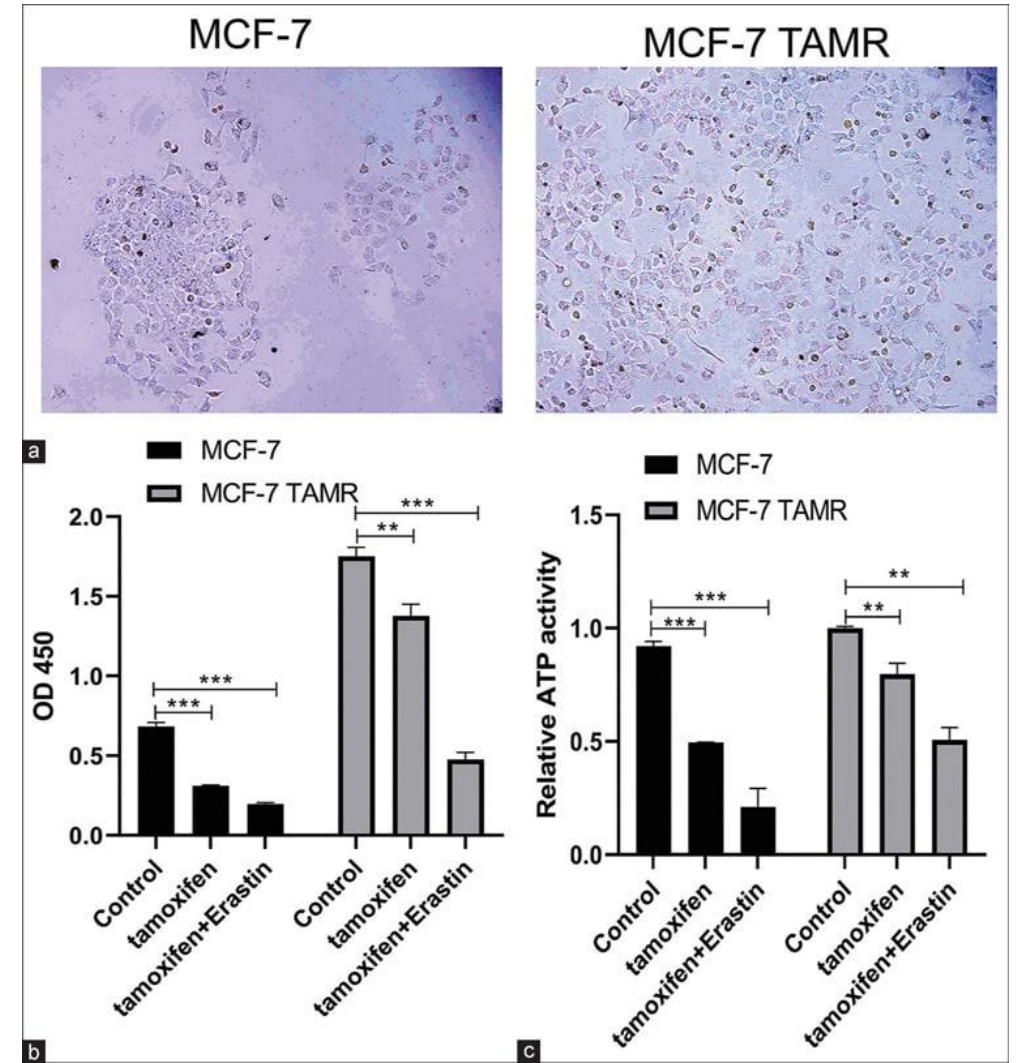 MCF-7
MCF-7 TAMR
a
MCF-7
MCF-7 TAMR
OD 450
2.0
1.5
1.0
0.5
0.0
***
***
***
**
Control
tamoxifen
tamoxifen+Erastin
Control
tamoxifen
tamoxifen+Erastin
b
MCF-7
MCF-7 TAMR
Relative ATP activity
1.5
1.0
0.5
0.0
***
***
**
**
Control
tamoxifen
tamoxifen+Erastin
Control
tamoxifen
tamoxifen+Erastin
c